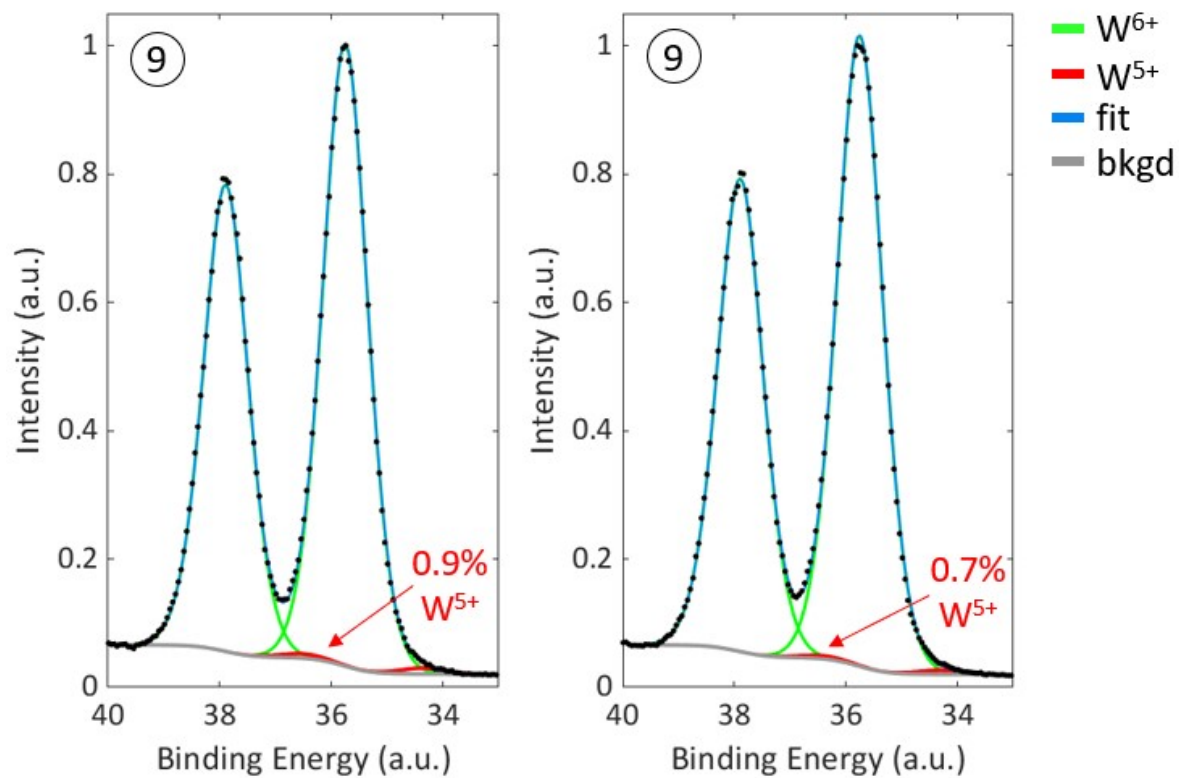 9
1
0.8
0.6
0.4
0.2
0
Intensity (a.u.)
0.9%
W⁵⁺
40 38 36 34
Binding Energy (a.u.)
9
1
0.8
0.6
0.4
0.2
0
Intensity (a.u.)
0.7%
W⁵⁺
40 38 36 34
Binding Energy (a.u.)
W⁶⁺
W⁵⁺
fit
bkgd